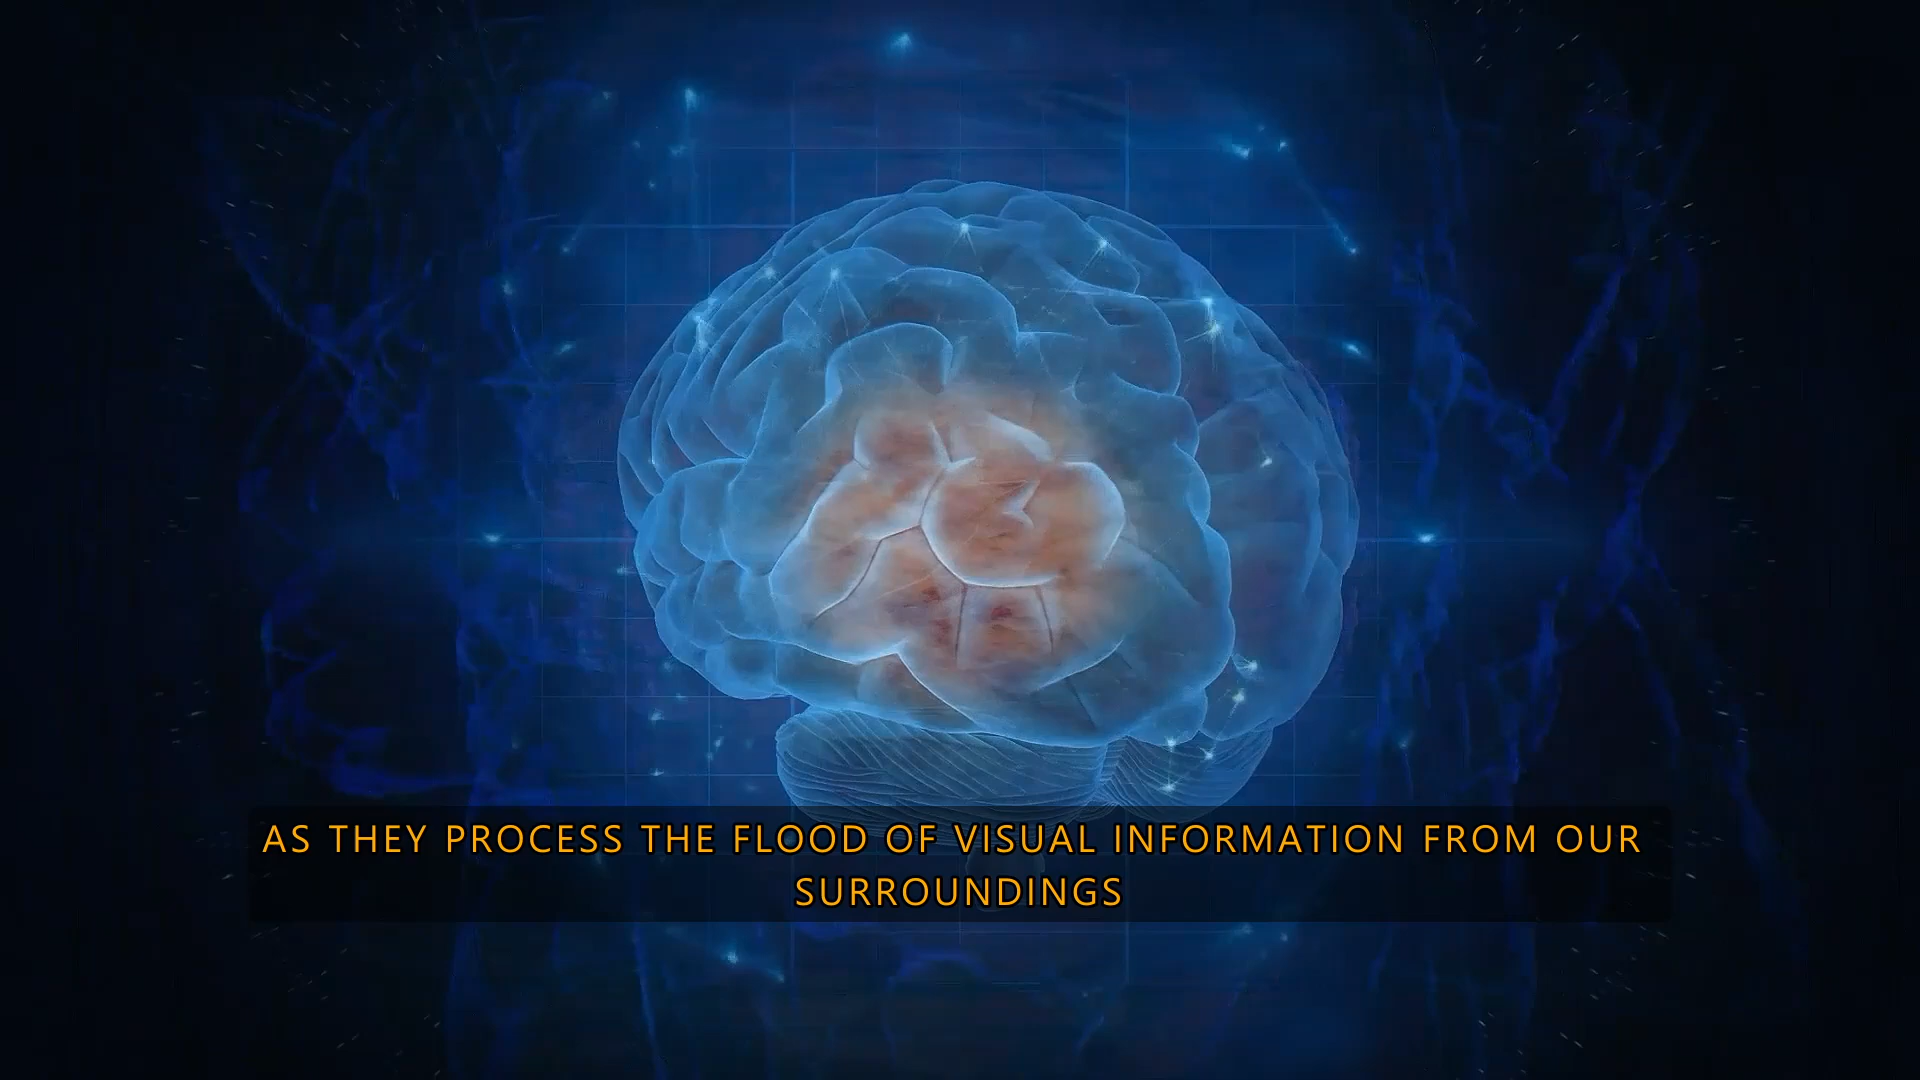 AS THEY PROCESS THE FLOOD OF VISUAL INFORMATION FROM OUR
SURROUNDINGS